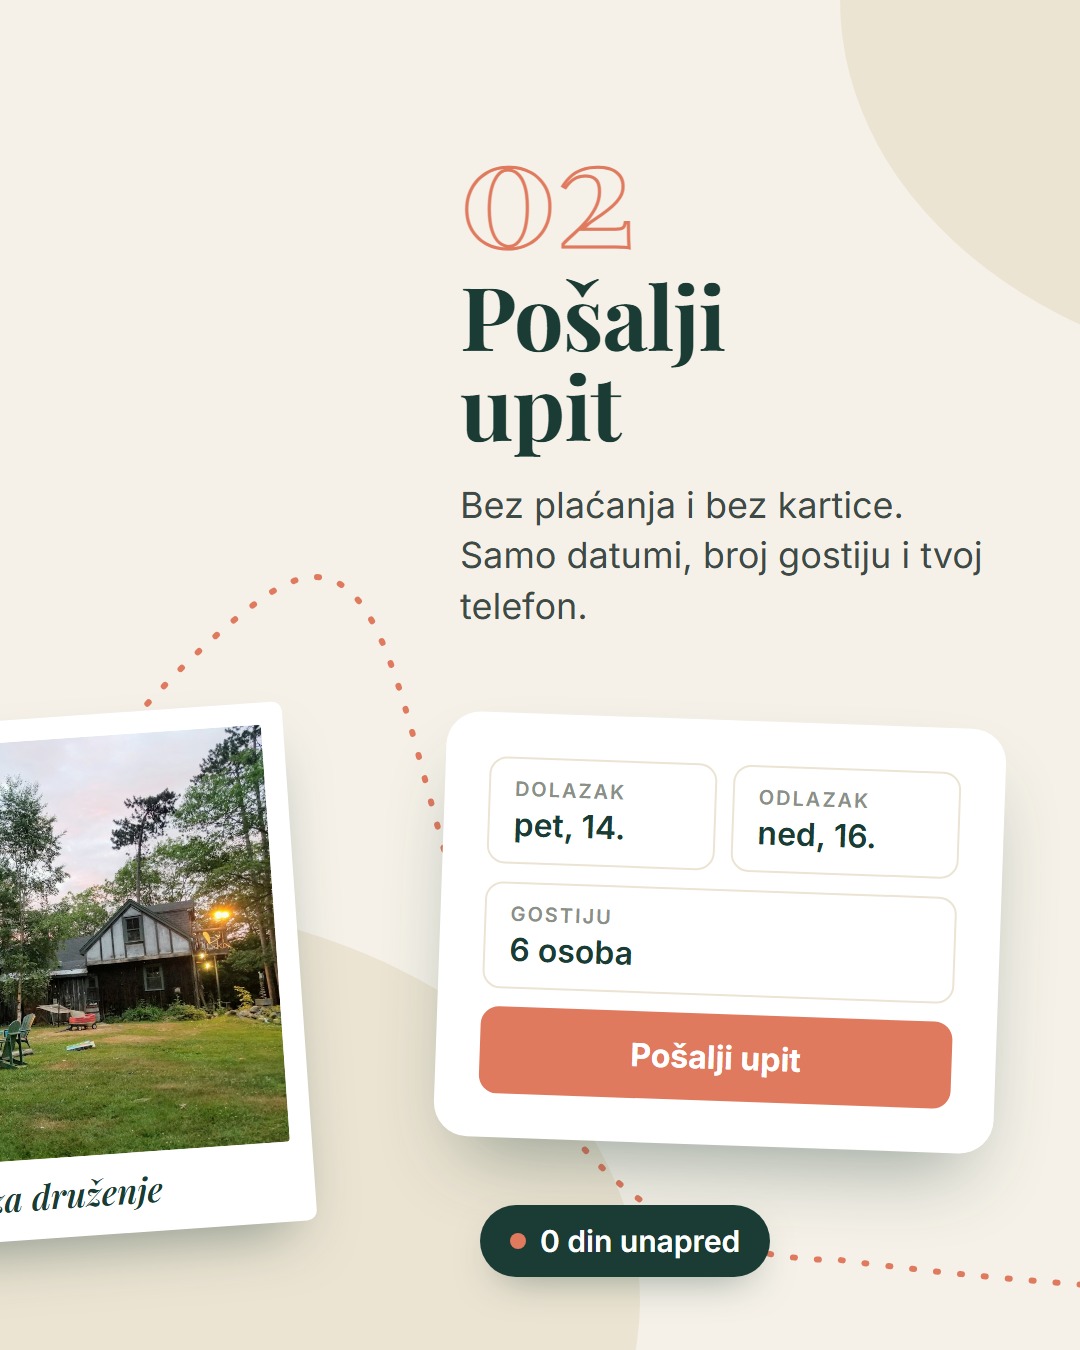 02
Pošalji
upit
Bez plaćanja i bez kartice.
Samo datumi, broj gostiju i tvoj
telefon.
DOLAZAK
pet, 14.
ODLAZAK
ned, 16.
GOSTIJU
6 osoba
Pošalji upit
za druženje
0 din unapred